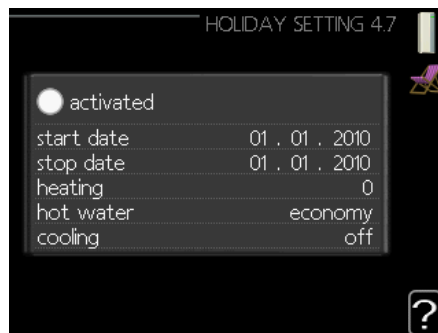 HOLIDAY SETTING 4.7
activated
start date 01 . 01 . 2010
stop date 01 . 01 . 2010
heating 0
hot water economy
cooling off
?